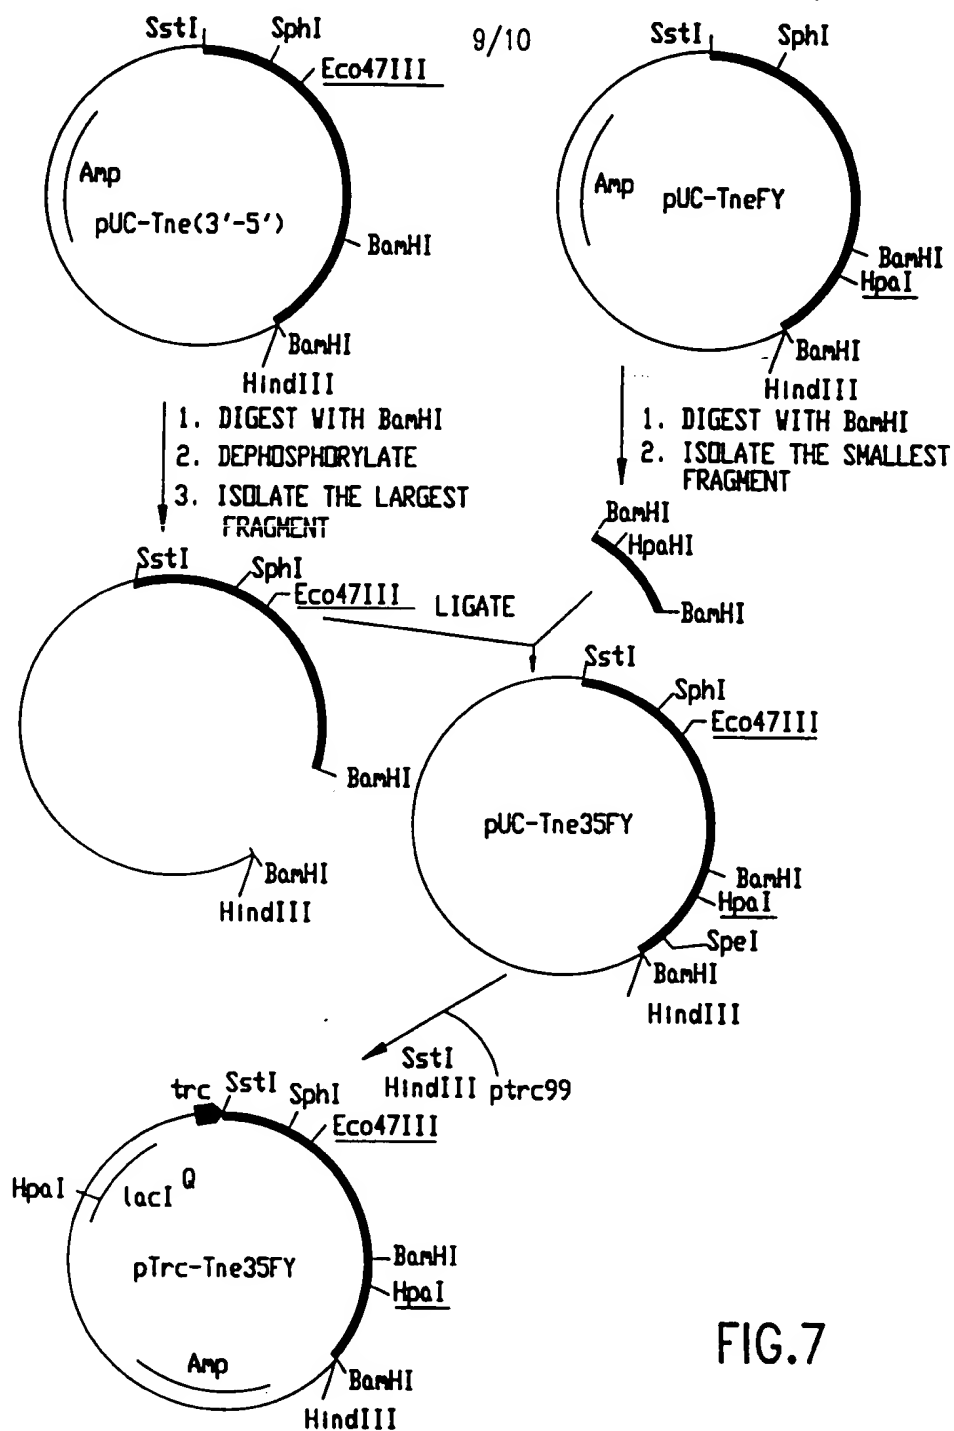 9/10
SstI
SphI
Eco47III
Amp
pUC-Tne(3'-5')
BamHI
BamHI
HindIII
SstI
SphI
Amp
pUC-TneFY
BamHI
HpaI
BamHI
HindIII
1. DIGEST WITH BamHI
2. DEPHOSPHORYLATE
3. ISOLATE THE LARGEST
FRAGMENT
1. DIGEST WITH BamHI
2. ISOLATE THE SMALLEST
FRAGMENT
BamHI
HpaHI
BamHI
SstI
SphI
Eco47III
LIGATE
BamHI
BamHI
HindIII
SstI
SphI
Eco47III
pUC-Tne35FY
BamHI
HpaI
SpeI
BamHI
HindIII
SstI
HindIII
ptrc99
trc
SstI
SphI
Eco47III
HpaI
lacI Q
pTrc-Tne35FY
BamHI
HpaI
Amp
BamHI
HindIII
FIG.7